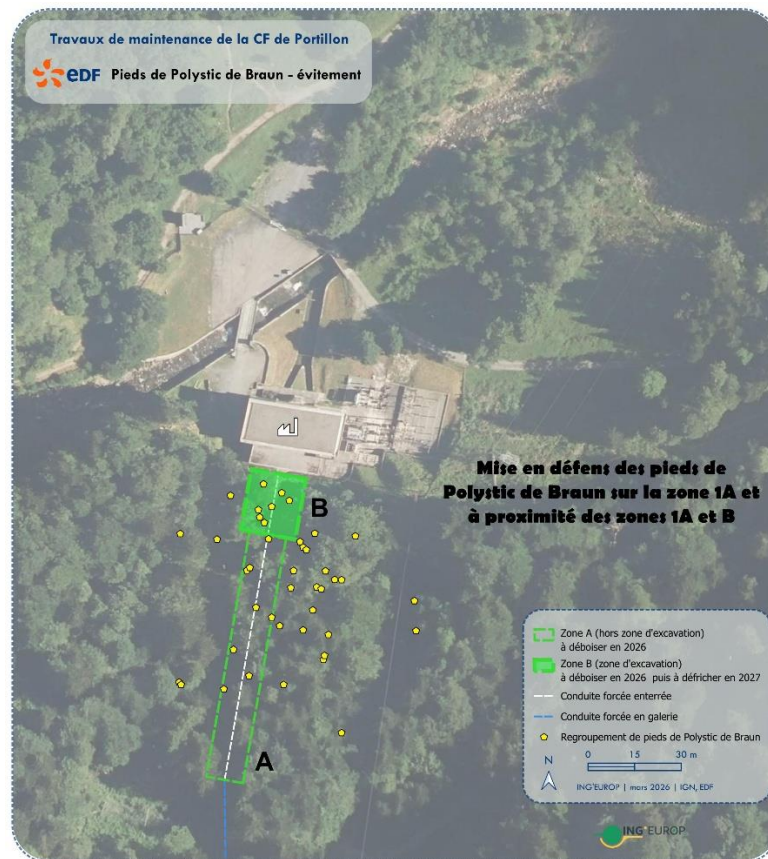 Travaux de maintenance de la CF de Portillon
eDF Pieds de Polystic de Braun - évitement
B
Mise en défens des pieds de
Polystic de Braun sur la zone 1A et
à proximité des zones 1A et B
A
Zone A (hors zone d'excavation)
à déboiser en 2026
Zone B (zone d'excavation)
à déboiser en 2026 puis à défricher en 2027
Conduite forcée enterrée
Conduite forcée en galerie
Regroupement de pieds de Polystic de Braun
N
0 15 30 m
ING'EUROP | mars 2026 | IGN, EDF
ING'EUROP